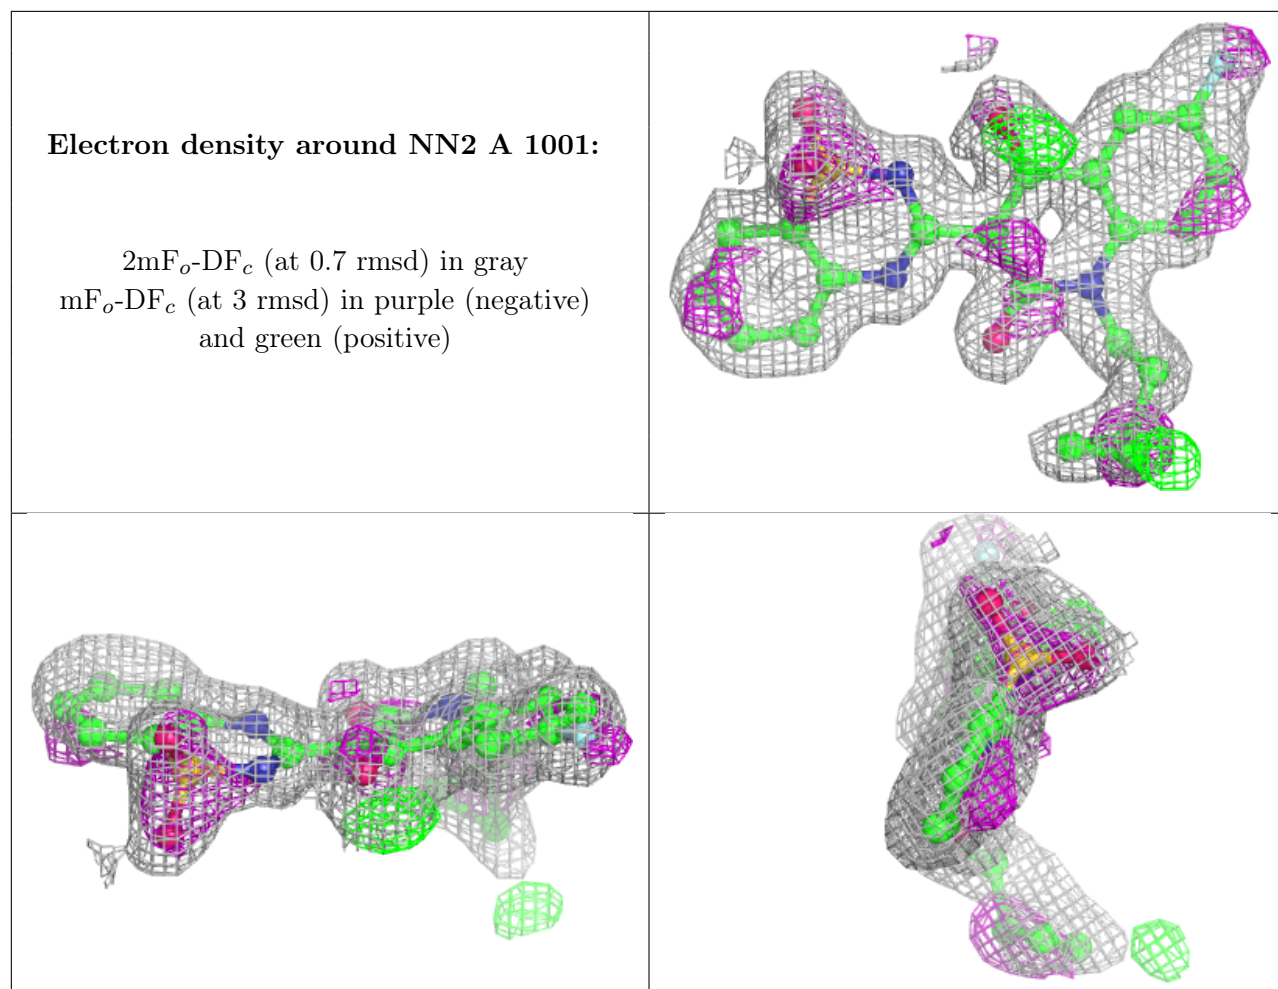 Electron density around NN2 A 1001:
2mFo-DFc (at 0.7 rmsd) in gray
mFo-DFc (at 3 rmsd) in purple (negative)
and green (positive)